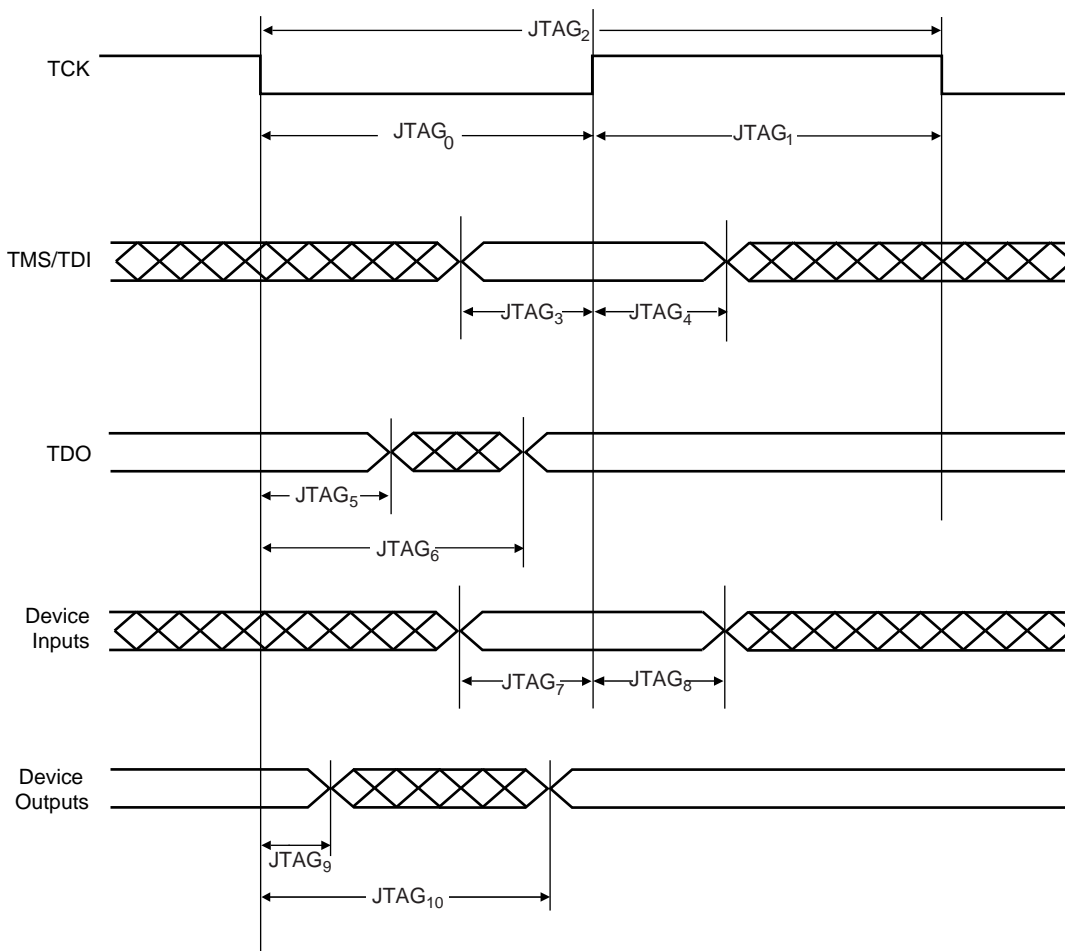 JTAG₂
TCK
JTAG₀
JTAG₁
TMS/TDI
JTAG₃
JTAG₄
TDO
JTAG₅
JTAG₆
Device
Inputs
JTAG₇
JTAG₈
Device
Outputs
JTAG₉
JTAG₁₀